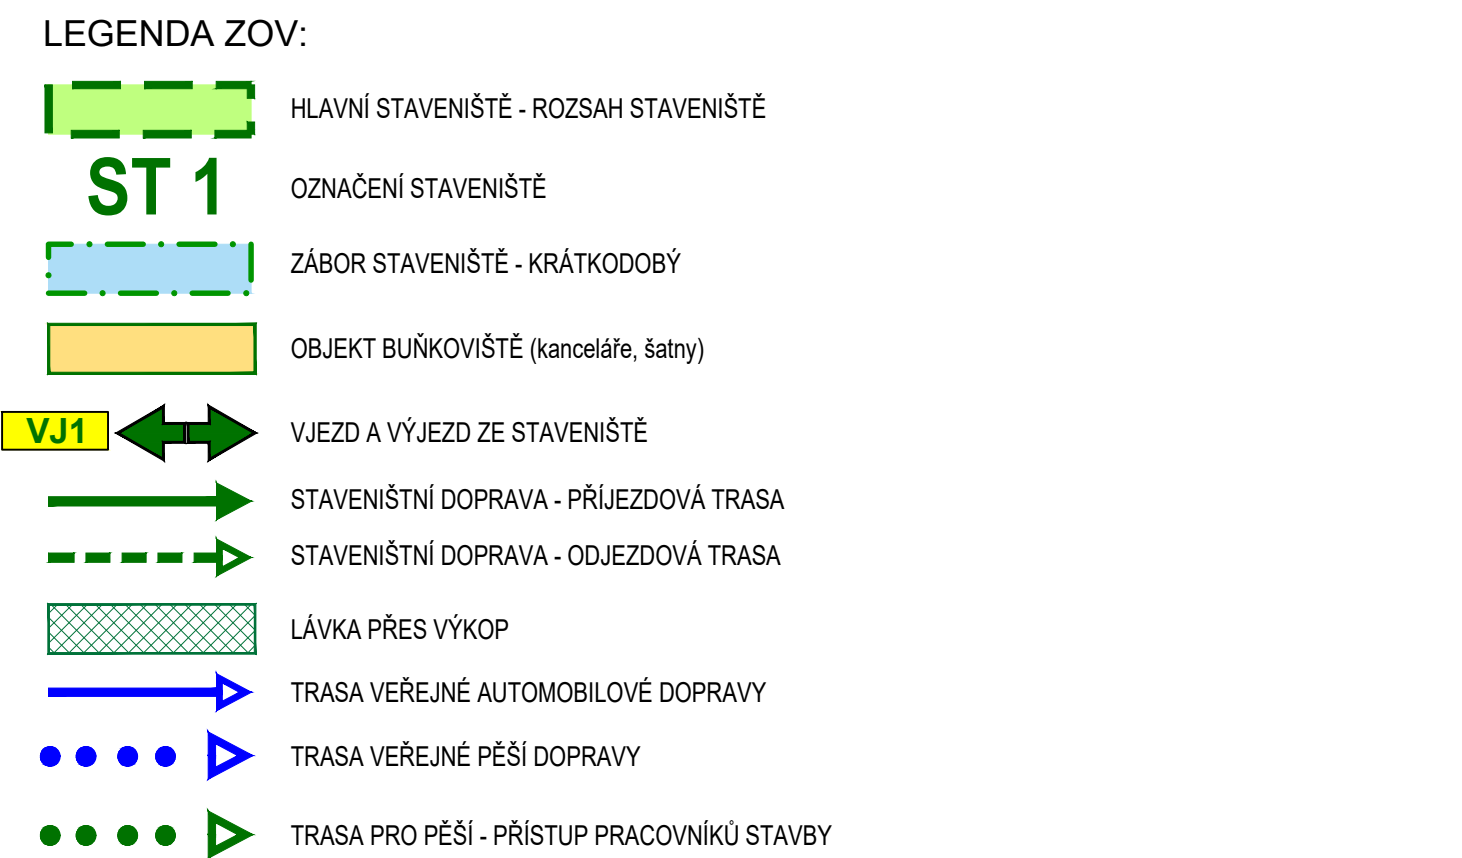 LEGENDA ZOV:
HLAVNÍ STAVENIŠTĚ - ROZSAH STAVENIŠTĚ
ST 1 OZNAČENÍ STAVENIŠTĚ
ZÁBOR STAVENIŠTĚ - KRÁTKODOBÝ
OBJEKT BUŇKOVIŠTĚ (kanceláře, šatny)
VJ1 VJEZD A VÝJEZD ZE STAVENIŠTĚ
STAVENIŠTNÍ DOPRAVA - PŘÍJEZDOVÁ TRASA
STAVENIŠTNÍ DOPRAVA - ODJEZDOVÁ TRASA
LÁVKA PŘES VÝKOP
TRASA VEŘEJNÉ AUTOMOBILOVÉ DOPRAVY
TRASA VEŘEJNÉ PĚŠÍ DOPRAVY
TRASA PRO PĚŠÍ - PŘÍSTUP PRACOVNÍKŮ STAVBY